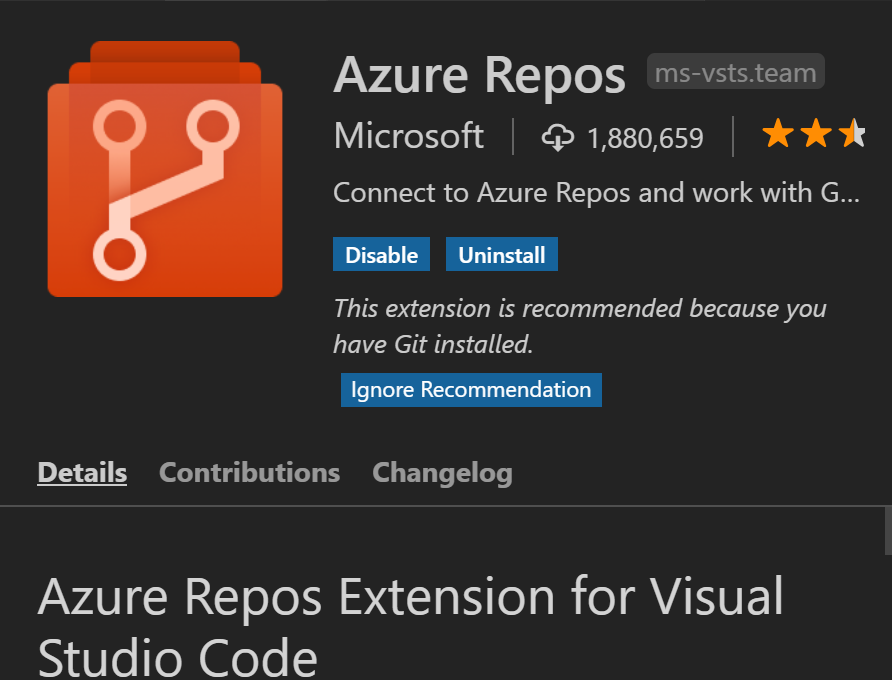 Azure Repos ms-vsts.team
Microsoft 1,880,659
Connect to Azure Repos and work with G...
Disable Uninstall
This extension is recommended because you
have Git installed.
Ignore Recommendation
Details Contributions Changelog
Azure Repos Extension for Visual
Studio Code